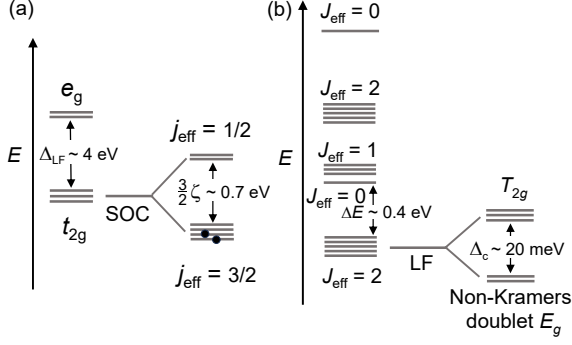 (a)
E
e_g
Δ_LF ~ 4 eV
t_2g
SOC
j_eff = 1/2
3/2 ζ ~ 0.7 eV
j_eff = 3/2
(b)
E
J_eff = 0
J_eff = 2
J_eff = 1
J_eff = 0
ΔE ~ 0.4 eV
J_eff = 2
LF
T_2g
Δ_c ~ 20 meV
Non-Kramers
doublet E_g